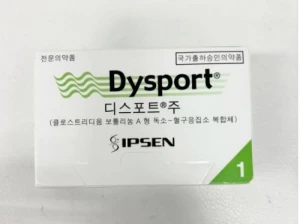 전문의약품
국가출하승인의약품
Dysport®
디스포트®주
(클로스트리디움 보툴리눔 A형 독소-혈구응집소 복합체)
IPSEN
1